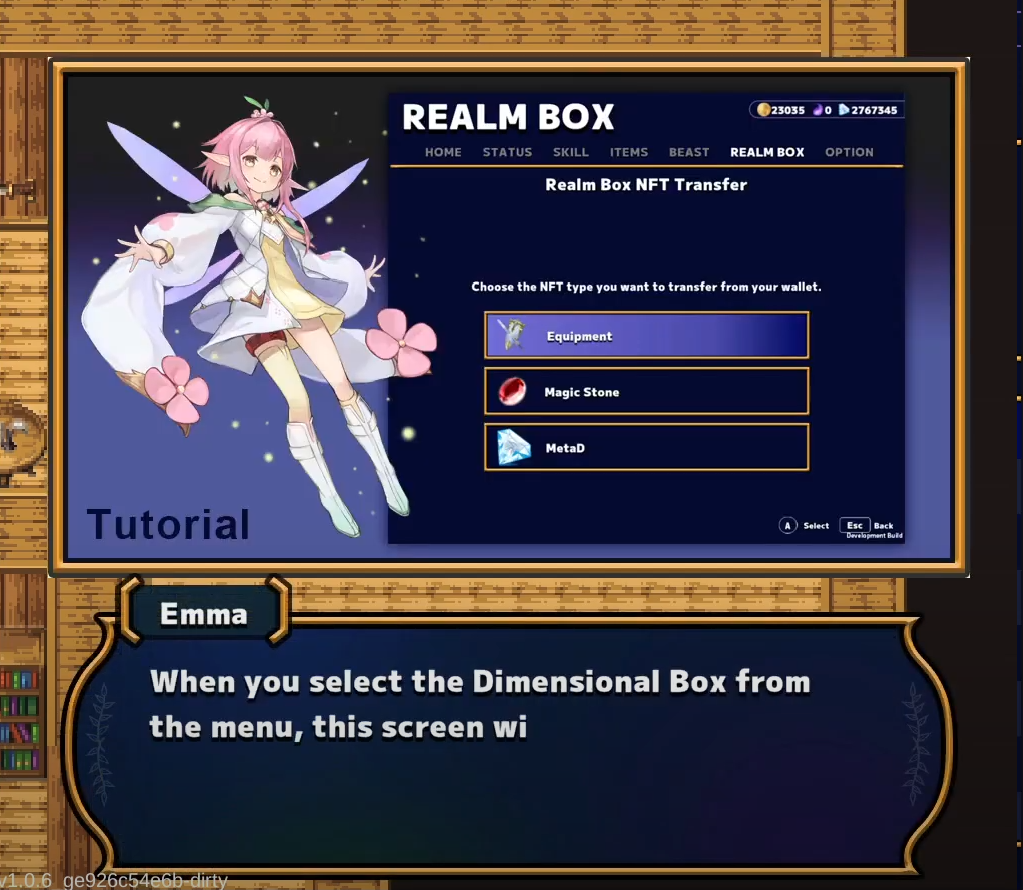 REALM BOX
23035 0 2767345
HOME STATUS SKILL ITEMS BEAST REALM BOX OPTION
Realm Box NFT Transfer
Choose the NFT type you want to transfer from your wallet.
Equipment
Magic Stone
MetaD
A Select Esc Back
Development Build
Tutorial
Emma
When you select the Dimensional Box from
the menu, this screen wi
v1.0.6_ge926c54e6b-dirty